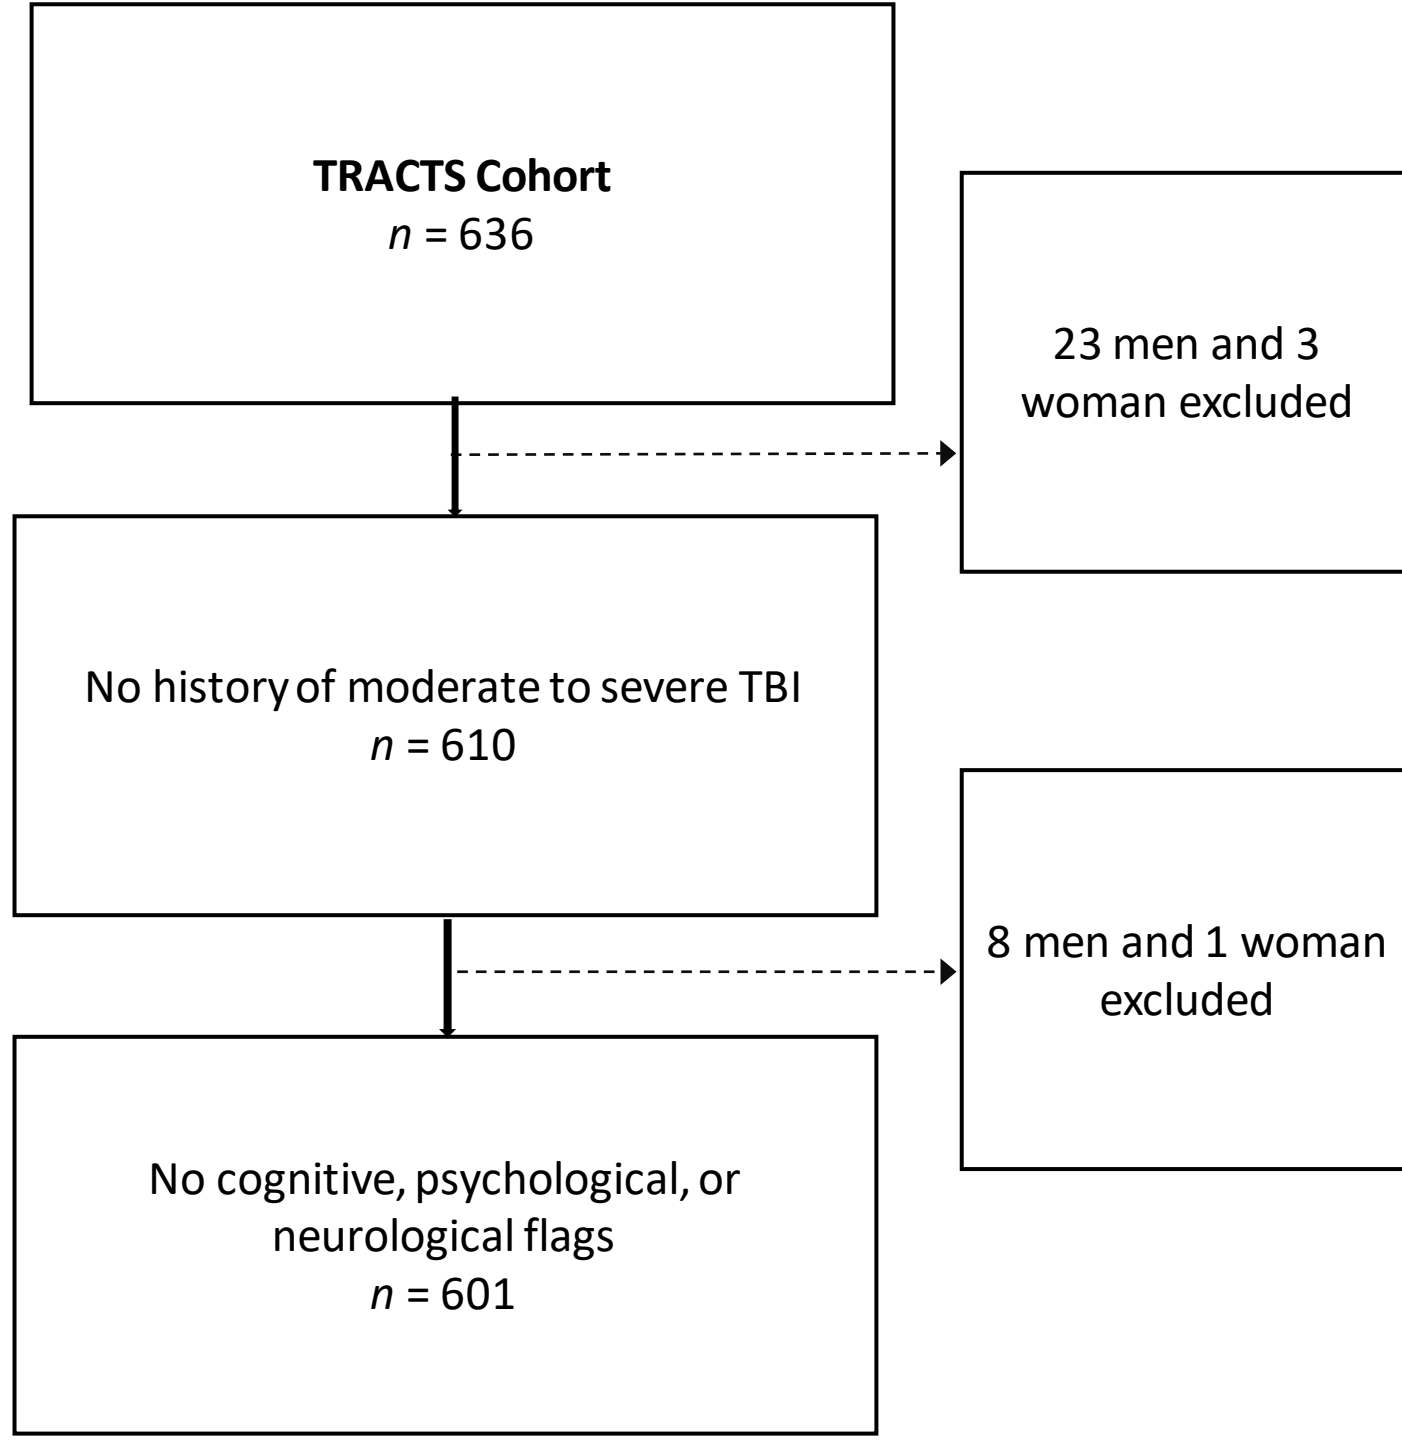 TRACTS Cohort
n = 636
23 men and 3
woman excluded
No history of moderate to severe TBI
n = 610
8 men and 1 woman
excluded
No cognitive, psychological, or
neurological flags
n = 601